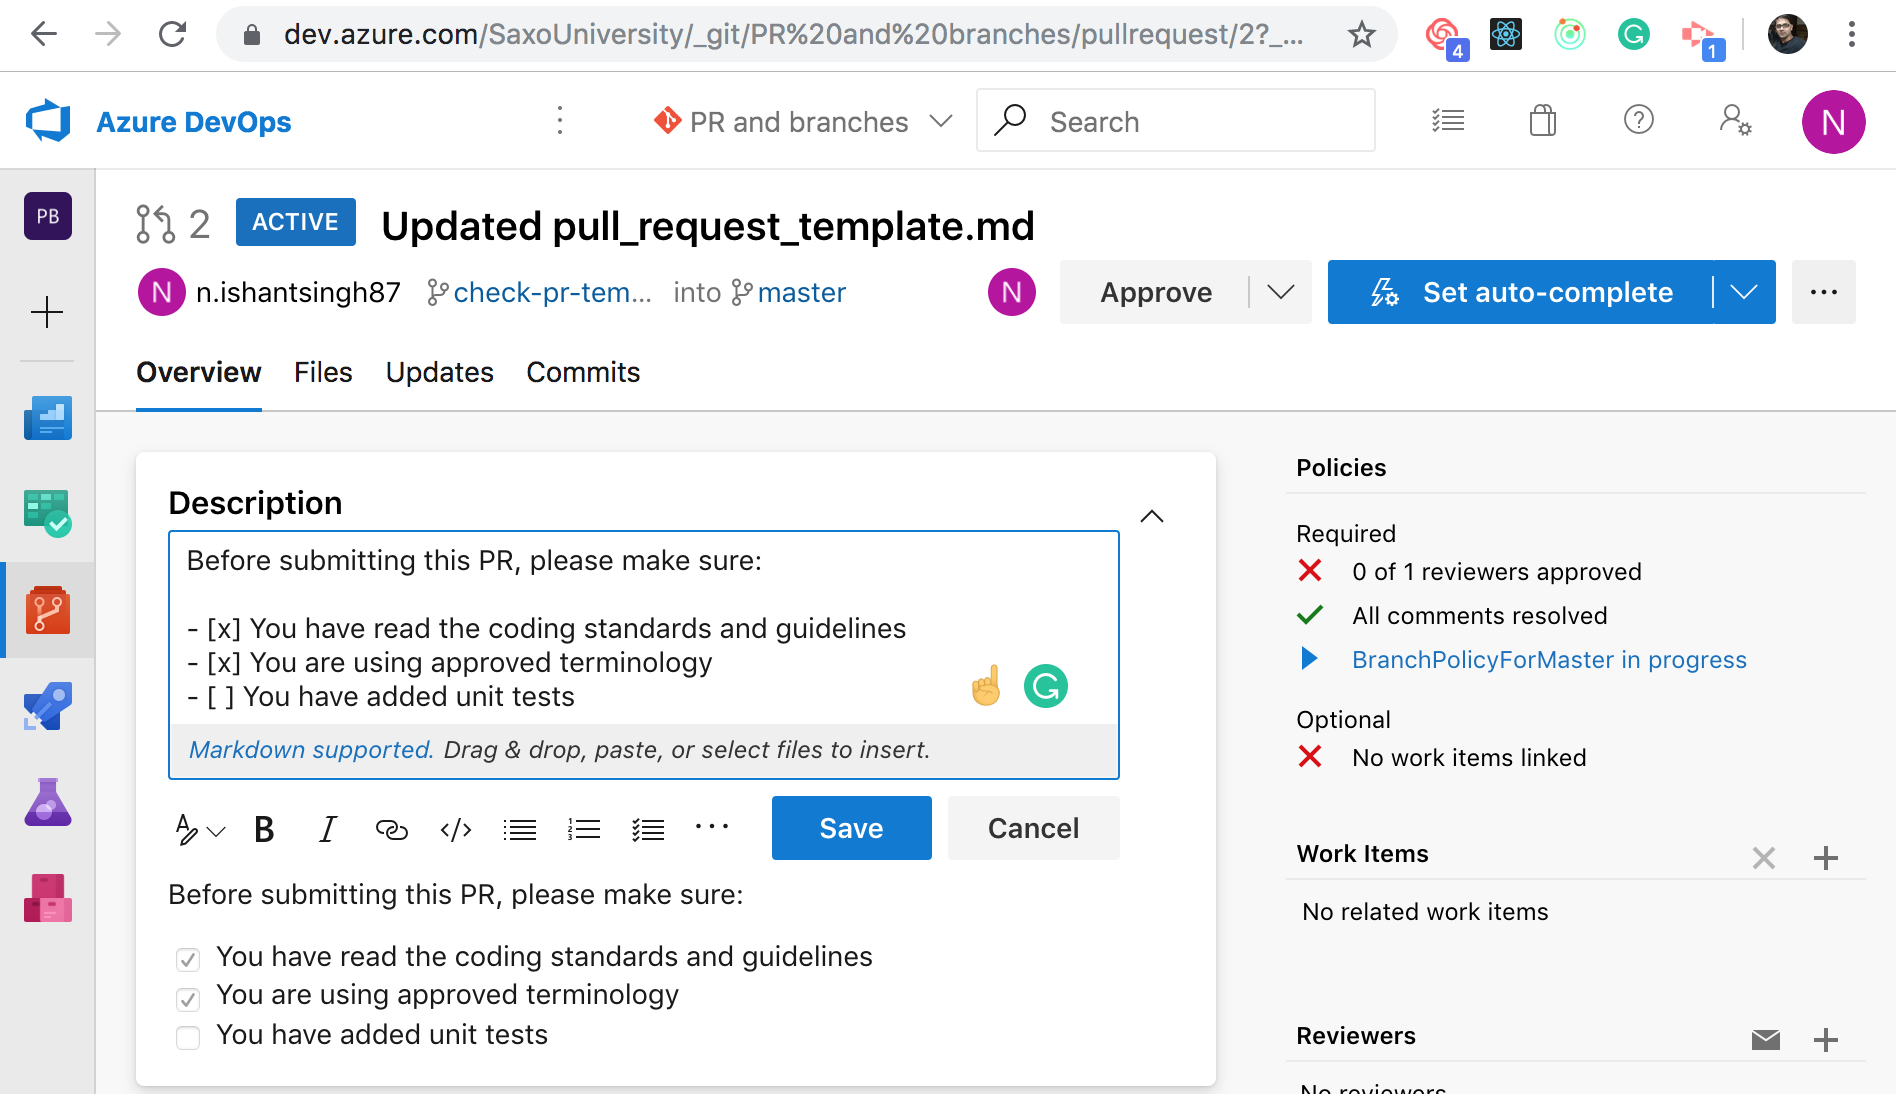 dev.azure.com/SaxoUniversity/_git/PR%20and%20branches/pullrequest/2?_...
4
1
Azure DevOps
PR and branches
Search
N
PB
2
ACTIVE
Updated pull_request_template.md
N
n.ishantsingh87
check-pr-tem...
into
master
N
Approve
Set auto-complete
Overview
Files
Updates
Commits
Description
Before submitting this PR, please make sure:
- [x] You have read the coding standards and guidelines
- [x] You are using approved terminology
- [ ] You have added unit tests
Markdown supported. Drag & drop, paste, or select files to insert.
Save
Cancel
Before submitting this PR, please make sure:
You have read the coding standards and guidelines
You are using approved terminology
You have added unit tests
Policies
Required
0 of 1 reviewers approved
All comments resolved
BranchPolicyForMaster in progress
Optional
No work items linked
Work Items
No related work items
Reviewers
No reviewers